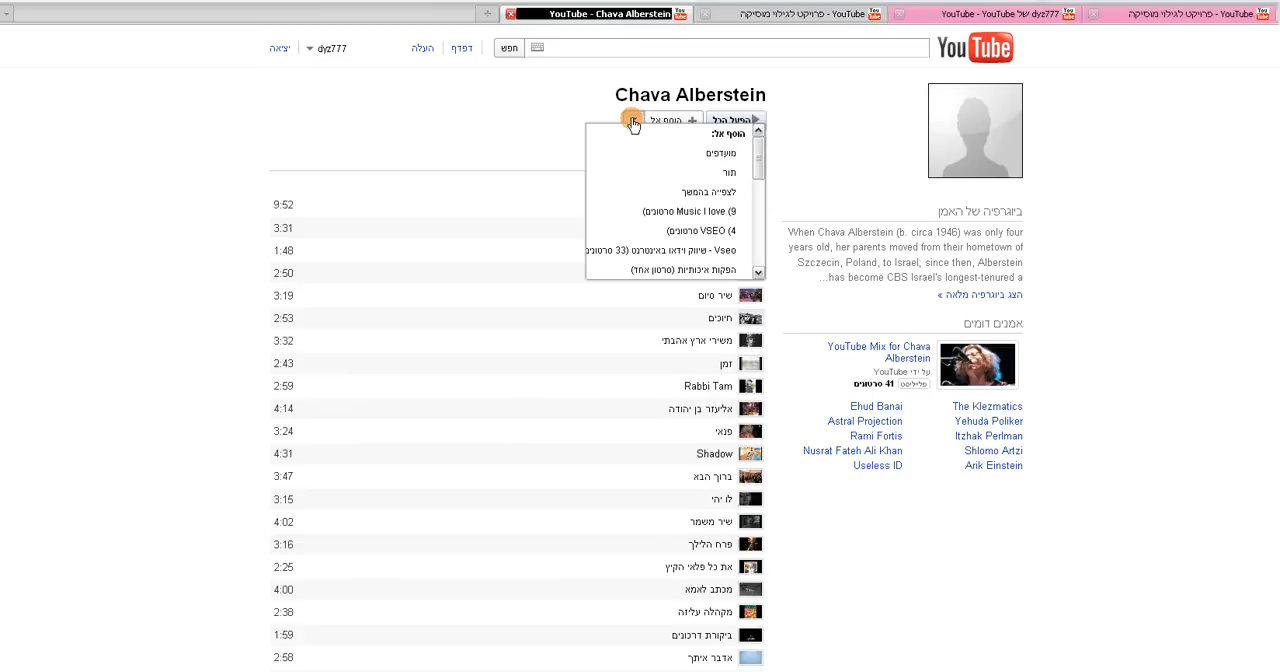 YouTube - Chava Alberstein
YouTube - פרויקט לגילוי מוסיקה
YouTube - YouTube של dyz777
YouTube - פרויקט לגילוי מוסיקה
YouTube
חפש
דפדף
העלה
dyz777
יציאה
Chava Alberstein
הפעל הכל
הוסף אל
הוסף אל:
מועדפים
תור
לצפייה בהמשך
Music I love (9 סרטונים)
VSEO (4 סרטונים)
Vseo - שיווק וידאו באינטרנט (33 סרטונים
הפקות איכותיות (סרטון אחד)
9:52
3:31
1:48
2:50
שיר סיום 3:19
חיוכים 2:53
משירי ארץ אהבתי 3:32
זמן 2:43
Rabbi Tam 2:59
אליעזר בן יהודה 4:14
פנאי 3:24
Shadow 4:31
ברוך הבא 3:47
לו יהי 3:15
שיר משמר 4:02
פרח הלילך 3:16
את כל פלאי הקיץ 2:25
מכתב לאמא 4:00
מקהלה עליזה 2:38
ביקורת דרכונים 1:59
אדבר איתך 2:58
ביוגרפיה של האמן
When Chava Alberstein (b. circa 1946) was only four
years old, her parents moved from their hometown of
Szczecin, Poland, to Israel; since then, Alberstein
has become CBS Israel's longest-tenured a...
הצג ביוגרפיה מלאה »
אמנים דומים
YouTube Mix for Chava
Alberstein
על ידי YouTube
פלייליסט 41 סרטונים
The Klezmatics Ehud Banai
Yehuda Poliker Astral Projection
Itzhak Perlman Rami Fortis
Shlomo Artzi Nusrat Fateh Ali Khan
Arik Einstein Useless ID